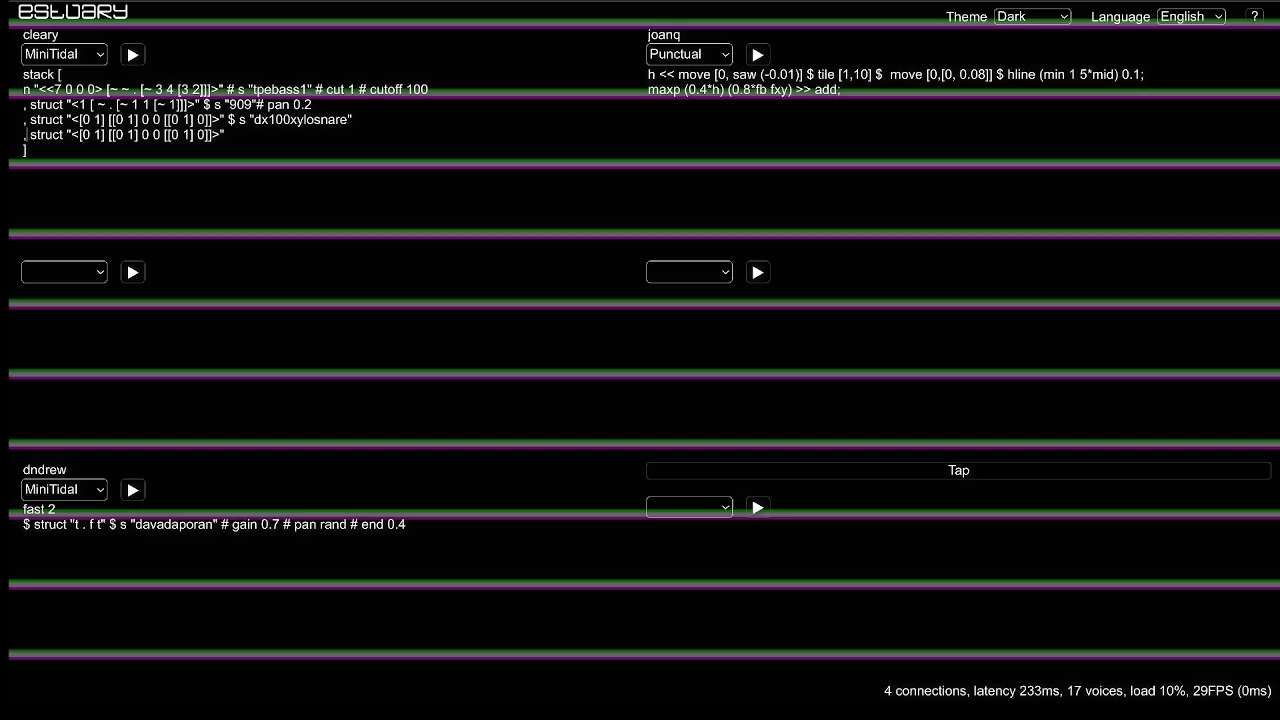 estuary
Theme Dark Language English ?
cleary
MiniTidal
stack [
n "<<7 0 0 0> [~ ~ . [~ 3 4 [3 2]]]>" # s "tpebass1" # cut 1 # cutoff 100
, struct "<1 [ ~ . [~ 1 1 [~ 1]]]>" $ s "909"# pan 0.2
, struct "<[0 1] [[0 1] 0 0 [[0 1] 0]]>" $ s "dx100xylosnare"
, struct "<[0 1] [[0 1] 0 0 [[0 1] 0]]>"
]
joanq
Punctual
h << move [0, saw (-0.01)] $ tile [1,10] $ move [0,[0, 0.08]] $ hline (min 1 5*mid) 0.1;
maxp (0.4*h) (0.8*fb fxy) >> add;
dndrew
MiniTidal
fast 2
$ struct "t . f t" $ s "davadaporan" # gain 0.7 # pan rand # end 0.4
Tap
4 connections, latency 233ms, 17 voices, load 10%, 29FPS (0ms)